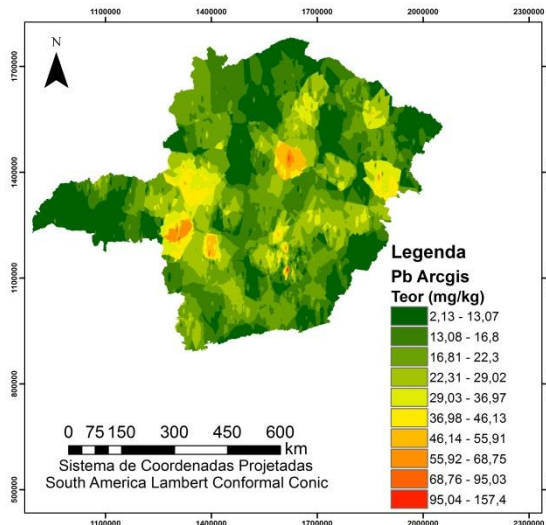 1100000 1400000 1700000 2000000 2300000
N
1700000
1400000
1100000
800000
500000
Legenda
Pb Arcgis
Teor (mg/kg)
2,13 - 13,07
13,08 - 16,8
16,81 - 22,3
22,31 - 29,02
29,03 - 36,97
36,98 - 46,13
46,14 - 55,91
55,92 - 68,75
68,76 - 95,03
95,04 - 157,4
0 75 150 300 450 600
km
Sistema de Coordenadas Projetadas
South America Lambert Conformal Conic
1100000 1400000 1700000 2000000 2300000